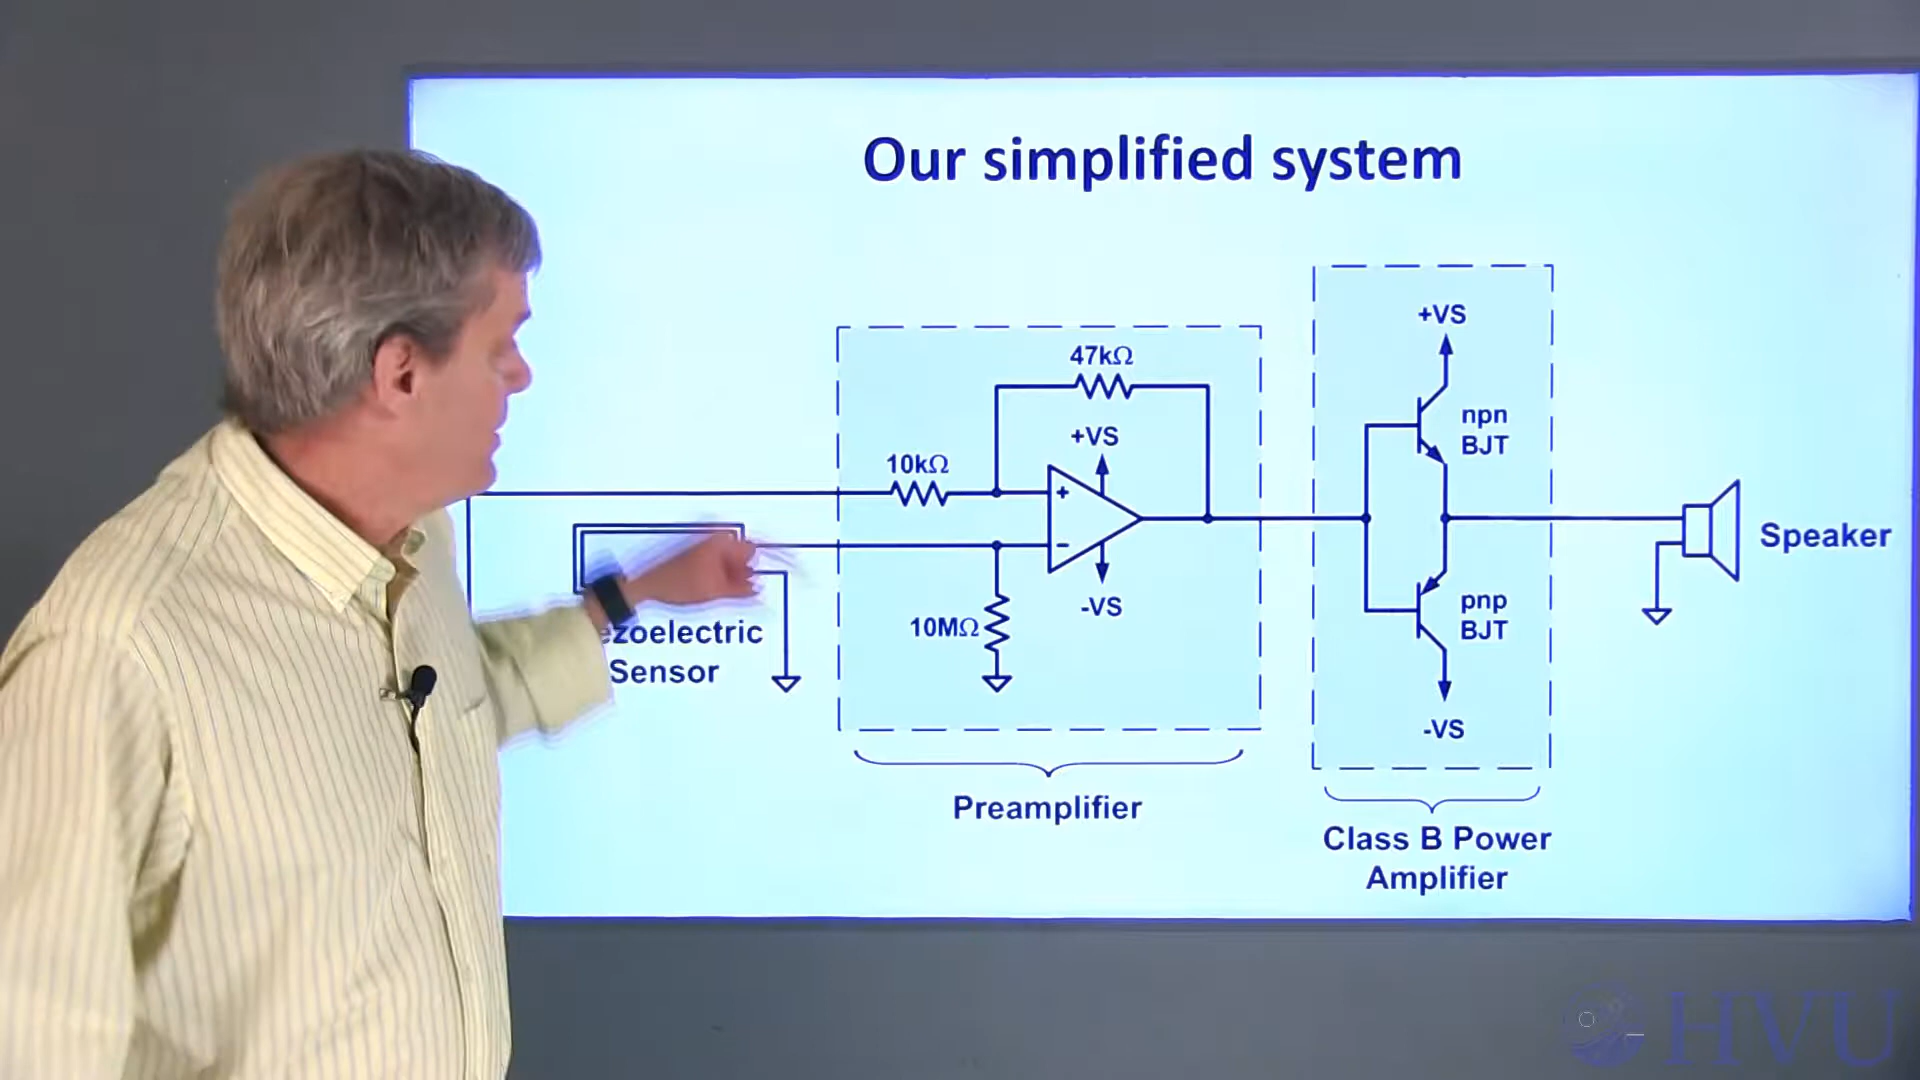 Our simplified system
+VS
47kΩ
+VS
npn
BJT
10kΩ
+
-
-VS
Speaker
10MΩ
pnp
BJT
ezoelectric
Sensor
-VS
Preamplifier
Class B Power
Amplifier
HVU